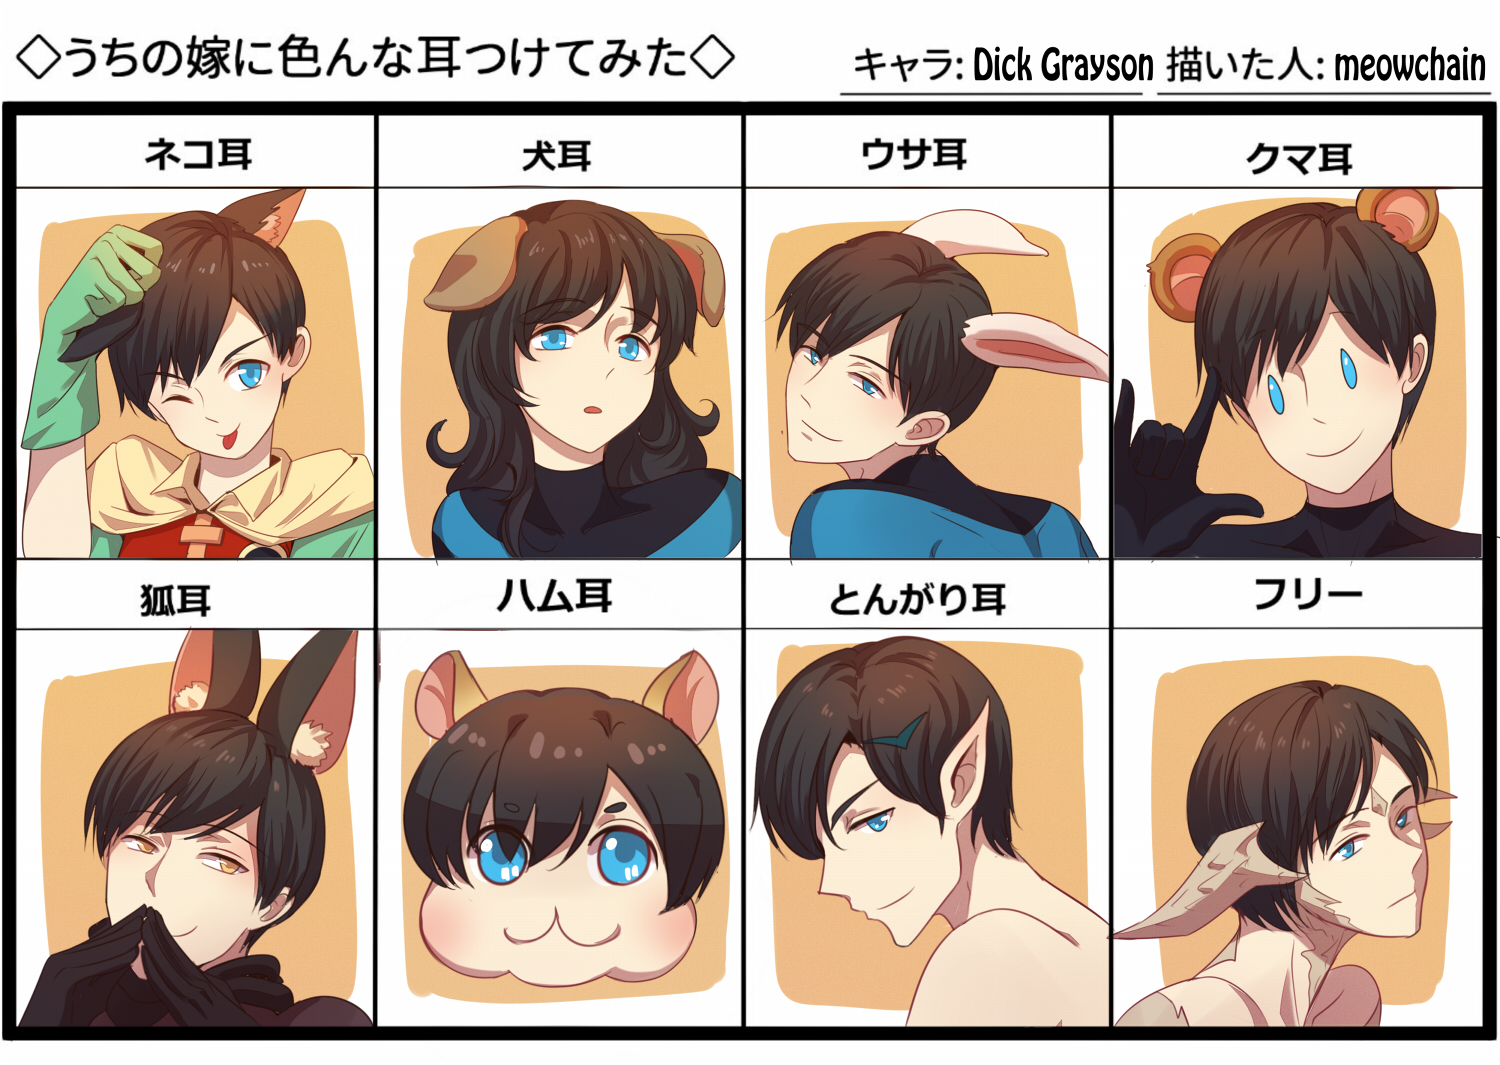 ◇うちの嫁に色んな耳つけてみた◇
キャラ: Dick Grayson 描いた人: meowchain
ネコ耳
犬耳
ウサ耳
クマ耳
狐耳
ハム耳
とんがり耳
フリー